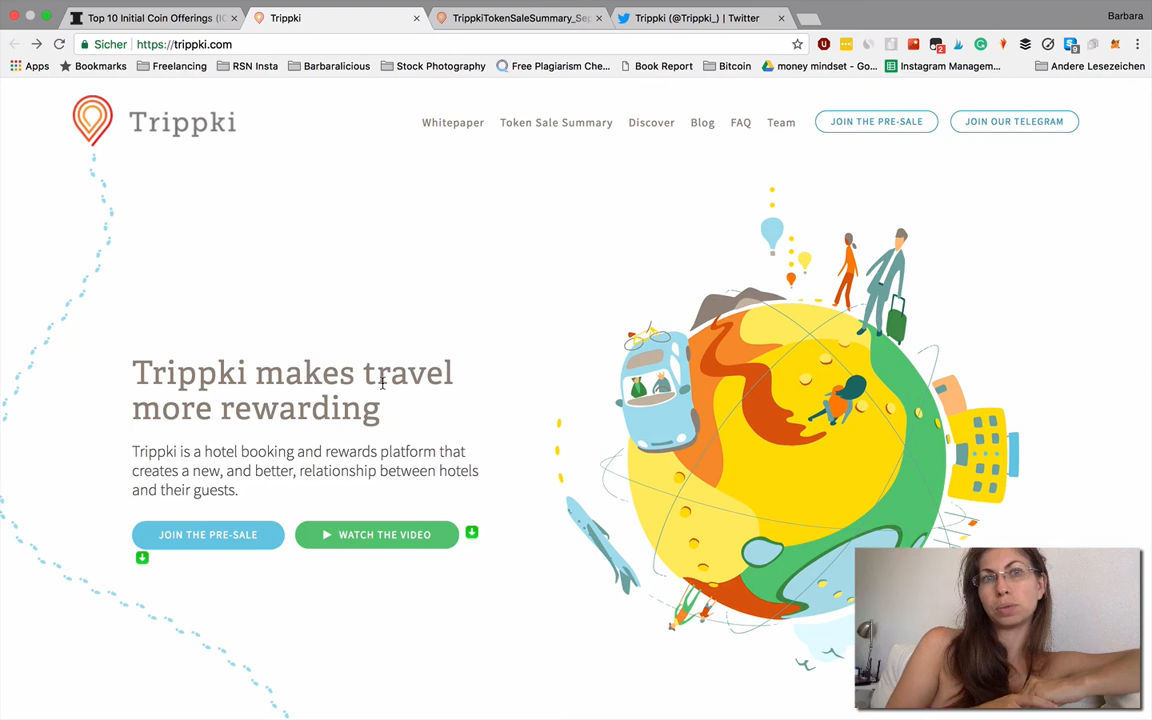 Top 10 Initial Coin Offerings (I
Trippki
TrippkiTokenSaleSummary_Sep
Trippki (@Trippki_) | Twitter
Barbara
Sicher
https://trippki.com
2
9
Apps
Bookmarks
Freelancing
RSN Insta
Barbaralicious
Stock Photography
Free Plagiarism Che...
Book Report
Bitcoin
money mindset - Go...
Instagram Managem...
Andere Lesezeichen
Trippki
Whitepaper
Token Sale Summary
Discover
Blog
FAQ
Team
JOIN THE PRE-SALE
JOIN OUR TELEGRAM
Trippki makes travel
more rewarding
Trippki is a hotel booking and rewards platform that
creates a new, and better, relationship between hotels
and their guests.
JOIN THE PRE-SALE
WATCH THE VIDEO